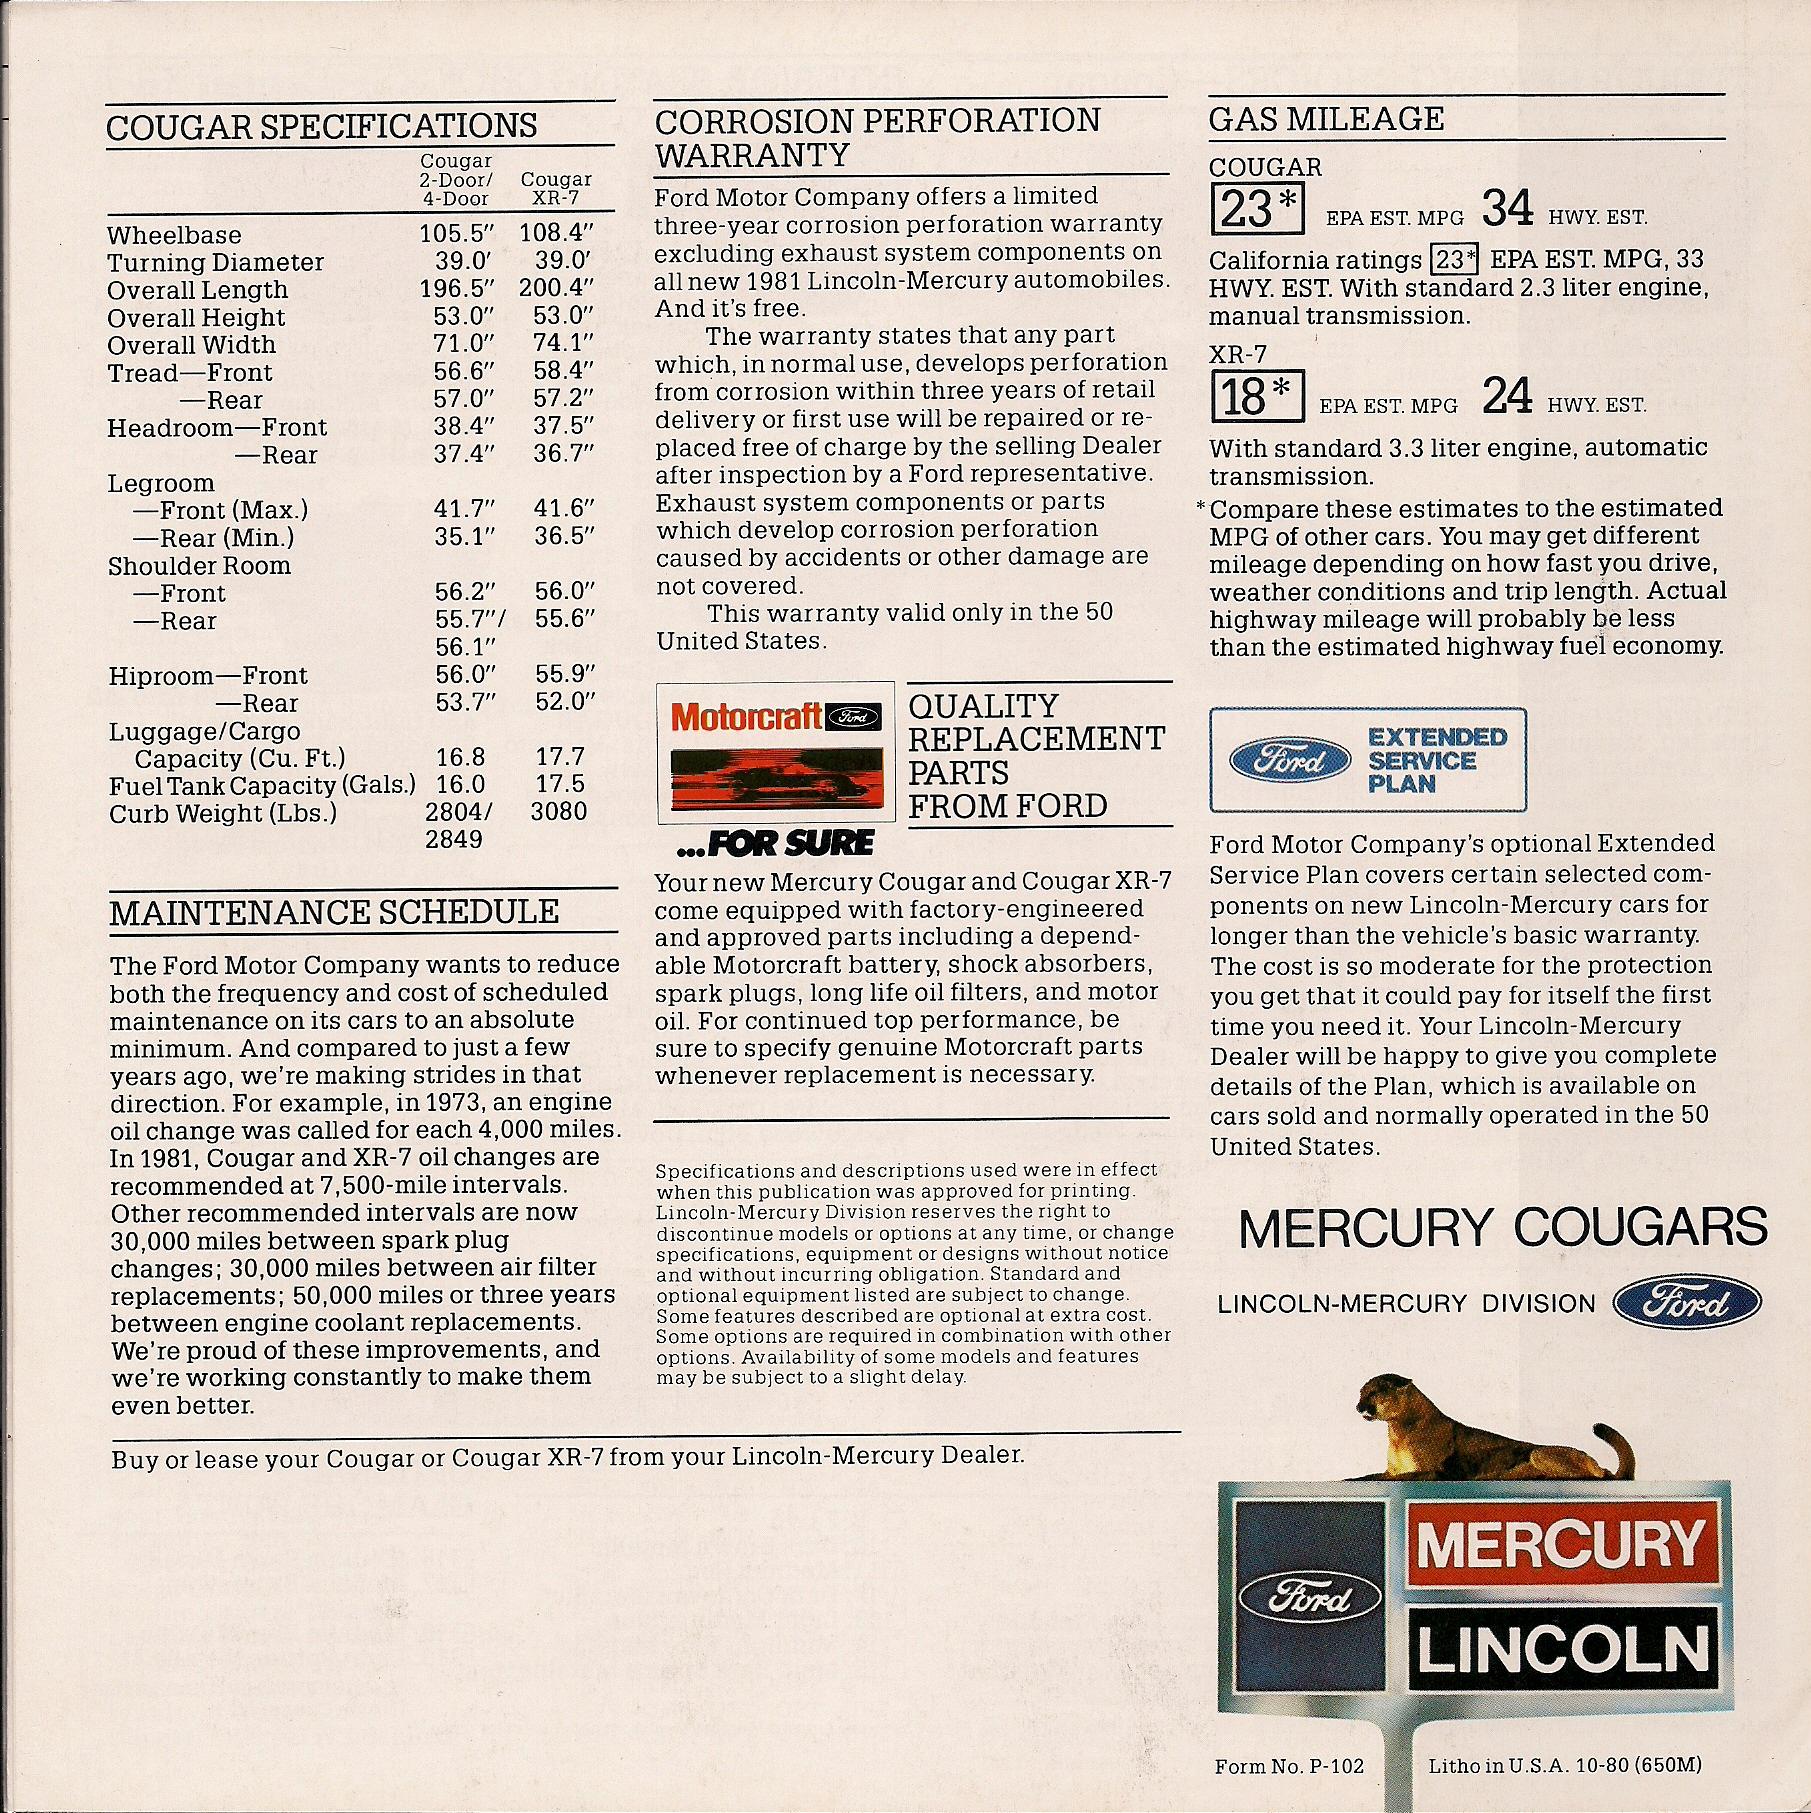 COUGAR SPECIFICATIONS
Cougar
2-Door/ Cougar
4-Door XR-7
Wheelbase 105.5" 108.4"
Turning Diameter 39.0' 39.0'
Overall Length 196.5" 200.4"
Overall Height 53.0" 53.0"
Overall Width 71.0" 74.1"
Tread—Front 56.6" 58.4"
—Rear 57.0" 57.2"
Headroom—Front 38.4" 37.5"
—Rear 37.4" 36.7"
Legroom
—Front (Max.) 41.7" 41.6"
—Rear (Min.) 35.1" 36.5"
Shoulder Room
—Front 56.2" 56.0"
—Rear 55.7"/ 55.6"
56.1"
Hiproom—Front 56.0" 55.9"
—Rear 53.7" 52.0"
Luggage/Cargo
Capacity (Cu. Ft.) 16.8 17.7
Fuel Tank Capacity (Gals.) 16.0 17.5
Curb Weight (Lbs.) 2804/ 3080
2849
MAINTENANCE SCHEDULE
The Ford Motor Company wants to reduce
both the frequency and cost of scheduled
maintenance on its cars to an absolute
minimum. And compared to just a few
years ago, we're making strides in that
direction. For example, in 1973, an engine
oil change was called for each 4,000 miles.
In 1981, Cougar and XR-7 oil changes are
recommended at 7,500-mile intervals.
Other recommended intervals are now
30,000 miles between spark plug
changes; 30,000 miles between air filter
replacements; 50,000 miles or three years
between engine coolant replacements.
We're proud of these improvements, and
we're working constantly to make them
even better.
Buy or lease your Cougar or Cougar XR-7 from your Lincoln-Mercury Dealer.
CORROSION PERFORATION
WARRANTY
Ford Motor Company offers a limited
three-year corrosion perforation warranty
excluding exhaust system components on
all new 1981 Lincoln-Mercury automobiles.
And it's free.
The warranty states that any part
which, in normal use, develops perforation
from corrosion within three years of retail
delivery or first use will be repaired or re-
placed free of charge by the selling Dealer
after inspection by a Ford representative.
Exhaust system components or parts
which develop corrosion perforation
caused by accidents or other damage are
not covered.
This warranty valid only in the 50
United States.
Motorcraft Ford
...FOR SURE
QUALITY
REPLACEMENT
PARTS
FROM FORD
Your new Mercury Cougar and Cougar XR-7
come equipped with factory-engineered
and approved parts including a depend-
able Motorcraft battery, shock absorbers,
spark plugs, long life oil filters, and motor
oil. For continued top performance, be
sure to specify genuine Motorcraft parts
whenever replacement is necessary.
Specifications and descriptions used were in effect
when this publication was approved for printing.
Lincoln-Mercury Division reserves the right to
discontinue models or options at any time, or change
specifications, equipment or designs without notice
and without incurring obligation. Standard and
optional equipment listed are subject to change.
Some features described are optional at extra cost.
Some options are required in combination with other
options. Availability of some models and features
may be subject to a slight delay.
GAS MILEAGE
COUGAR
23* EPA EST. MPG 34 HWY. EST.
California ratings 23* EPA EST. MPG, 33
HWY. EST. With standard 2.3 liter engine,
manual transmission.
XR-7
18* EPA EST. MPG 24 HWY. EST.
With standard 3.3 liter engine, automatic
transmission.
*Compare these estimates to the estimated
MPG of other cars. You may get different
mileage depending on how fast you drive,
weather conditions and trip length. Actual
highway mileage will probably be less
than the estimated highway fuel economy.
Ford
EXTENDED
SERVICE
PLAN
Ford Motor Company's optional Extended
Service Plan covers certain selected com-
ponents on new Lincoln-Mercury cars for
longer than the vehicle's basic warranty.
The cost is so moderate for the protection
you get that it could pay for itself the first
time you need it. Your Lincoln-Mercury
Dealer will be happy to give you complete
details of the Plan, which is available on
cars sold and normally operated in the 50
United States.
MERCURY COUGARS
LINCOLN-MERCURY DIVISION Ford
Ford
MERCURY
LINCOLN
Form No. P-102 Litho in U.S.A. 10-80 (650M)